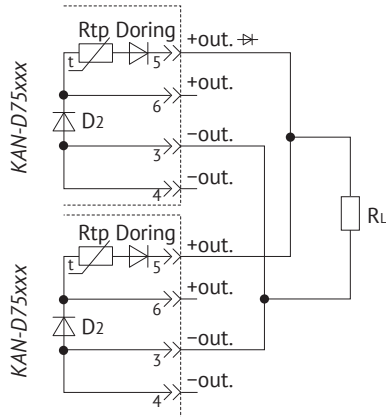 KAN-D75xxx
Rtp Doring
t
5
+out.
6
+out.
D2
3
−out.
4
−out.
RL
KAN-D75xxx
Rtp Doring
t
5
+out.
6
+out.
D2
3
−out.
4
−out.